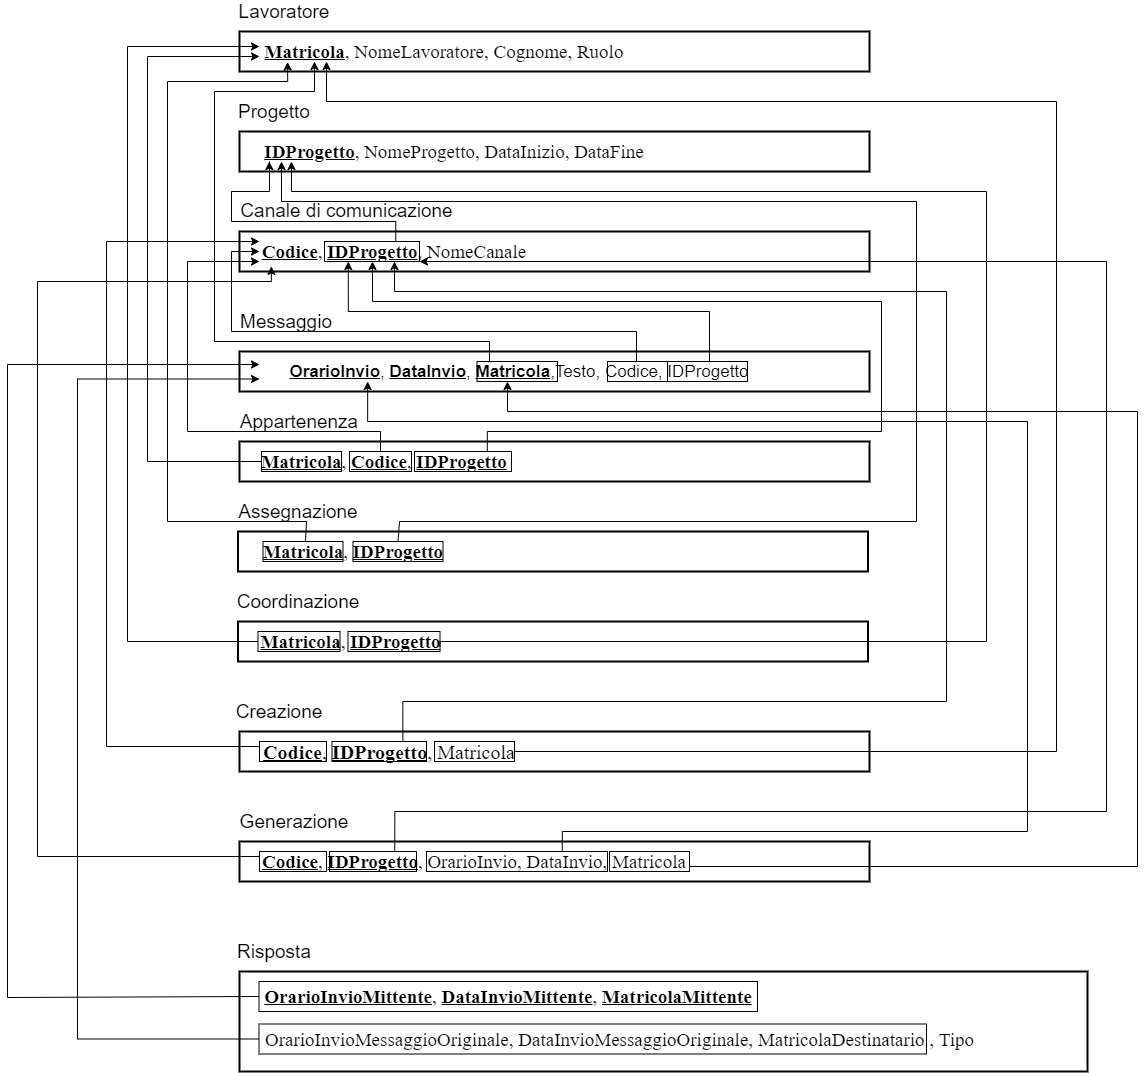 Lavoratore
Matricola, NomeLavoratore, Cognome, Ruolo
Progetto
IDProgetto, NomeProgetto, DataInizio, DataFine
Canale di comunicazione
Codice, IDProgetto, NomeCanale
Messaggio
OrarioInvio, DataInvio, Matricola, Testo, Codice, IDProgetto
Appartenenza
Matricola, Codice, IDProgetto
Assegnazione
Matricola, IDProgetto
Coordinazione
Matricola, IDProgetto
Creazione
Codice, IDProgetto, Matricola
Generazione
Codice, IDProgetto, OrarioInvio, DataInvio, Matricola
Risposta
OrarioInvioMittente, DataInvioMittente, MatricolaMittente
OrarioInvioMessaggioOriginale, DataInvioMessaggioOriginale, MatricolaDestinatario , Tipo